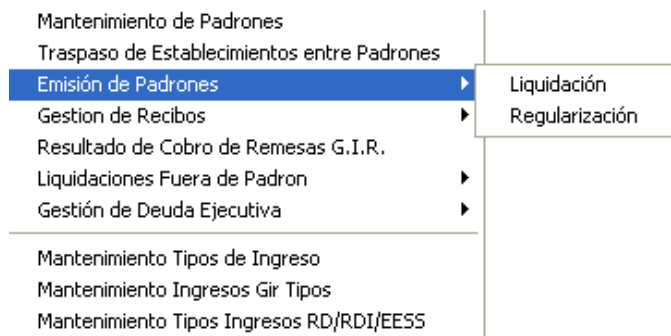 Mantenimiento de Padrones
Traspaso de Establecimientos entre Padrones
Emisión de Padrones
Liquidación
Gestion de Recibos
Regularización
Resultado de Cobro de Remesas G.I.R.
Liquidaciones Fuera de Padron
Gestión de Deuda Ejecutiva
Mantenimiento Tipos de Ingreso
Mantenimiento Ingresos Gir Tipos
Mantenimiento Tipos Ingresos RD/RDI/EESS